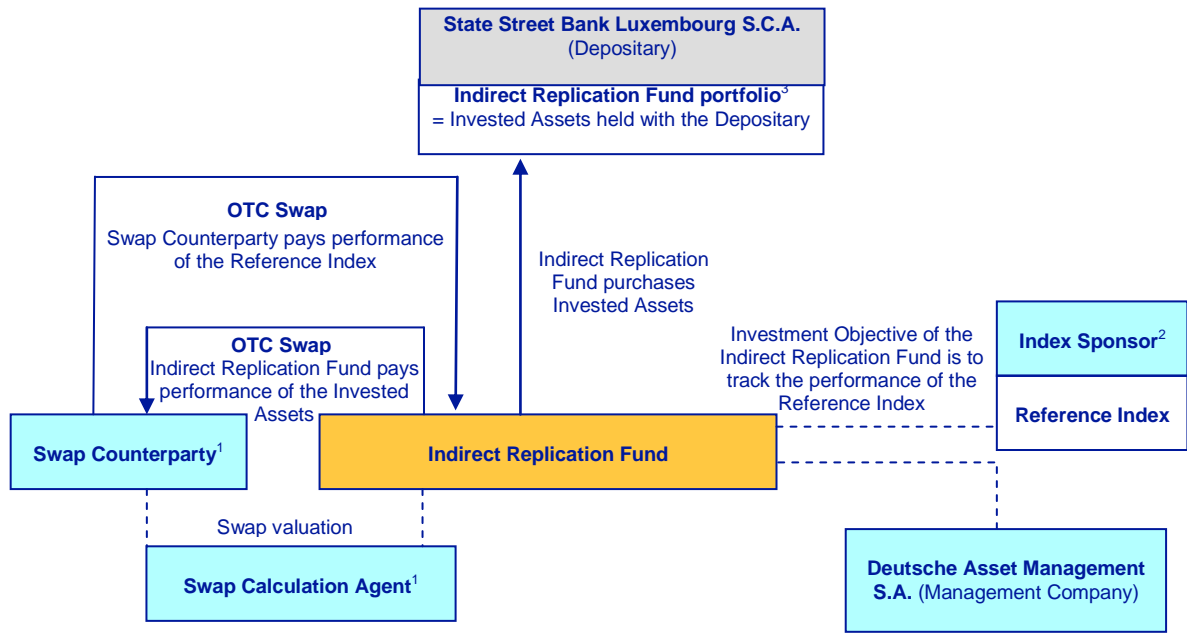 State Street Bank Luxembourg S.C.A.
(Depositary)
Indirect Replication Fund portfolio³
= Invested Assets held with the Depositary
OTC Swap
Swap Counterparty pays performance
of the Reference Index
Indirect Replication
Fund purchases
Invested Assets
OTC Swap
Indirect Replication Fund pays
performance of the Invested
Assets
Investment Objective of the
Indirect Replication Fund is to
track the performance of the
Reference Index
Index Sponsor²
Reference Index
Swap Counterparty¹
Indirect Replication Fund
Swap valuation
Swap Calculation Agent¹
Deutsche Asset Management
S.A. (Management Company)